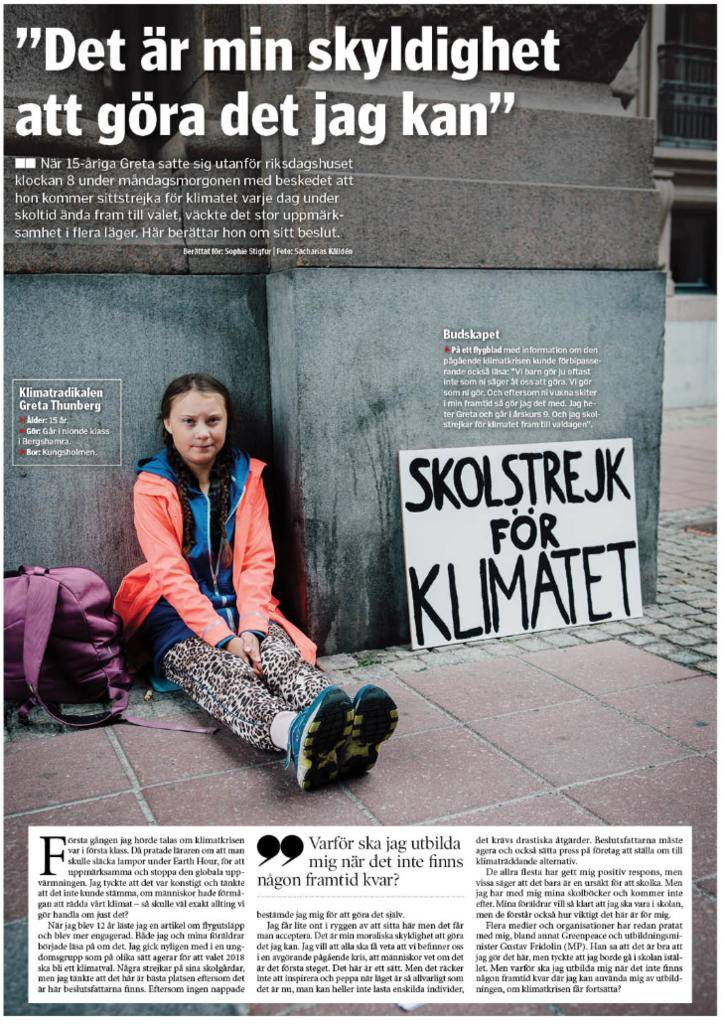 ”Det är min skyldighet
att göra det jag kan”
När 15-åriga Greta satte sig utanför riksdagshuset
klockan 8 under måndagsmorgonen med beskedet att
hon kommer sittstrejka för klimatet varje dag under
skoltid ända fram till valet, väckte det stor uppmärk-
samhet i flera läger. Här berättar hon om sitt beslut.
Berättat för: Sophie Stigfur | Foto: Sacharias Källdén
Budskapet
På ett flygblad med information om den
pågående klimatkrisen kunde förbipasse-
rande också läsa: ”Vi barn gör ju oftast
inte som ni säger åt oss att göra. Vi gör
som ni gör. Och eftersom ni vuxna skiter
i min framtid så gör jag det med. Jag he-
ter Greta och går i årskurs 9. Och jag skol-
strejkar för klimatet fram till valdagen”.
Klimatradikalen
Greta Thunberg
Ålder: 15 år.
Gör: Går i nionde klass
i Bergshamra.
Bor: Kungsholmen.
SKOLSTREJK
FÖR
KLIMATET
Första gången jag hörde talas om klimatkrisen
var i första klass. Då pratade läraren om att man
skulle släcka lampor under Earth Hour, för att
uppmärksamma och stoppa den globala upp-
värmningen. Jag tyckte att det var konstigt och tänkte
att det inte kunde stämma, om människor hade förmå-
gan att rädda vårt klimat – så skulle väl exakt allting vi
gör handla om just det?
När jag blev 12 år läste jag en artikel om flygutsläpp
och blev mer engagerad. Både jag och mina föräldrar
började läsa på om det. Jag gick nyligen med i en ung-
domsgrupp som på olika sätt agerar för att valet 2018
ska bli ett klimatval. Några strejkar på sina skolgårdar,
men jag tänkte att det här är bästa platsen eftersom det
är här beslutsfattarna finns. Eftersom ingen nappade
Varför ska jag utbilda
mig när det inte finns
någon framtid kvar?
bestämde jag mig för att göra det själv.
Jag får lite ont i ryggen av att sitta här men det får
man acceptera. Det är min moraliska skyldighet att göra
det jag kan. Jag vill att alla ska få veta att vi befinner oss
i en avgörande pågående kris, att människor vet om det
är det första steget. Det här är ett sätt. Men det räcker
inte att inspirera och peppa när läget är så allvarligt som
det är nu, man kan heller inte lasta enskilda individer,
det krävs drastiska åtgärder. Beslutsfattarna måste
agera och också sätta press på företag att ställa om till
klimaträddande alternativ.
De allra flesta har gett mig positiv respons, men
vissa säger att det bara är en ursäkt för att skolka. Men
jag har med mig mina skolböcker och kommer inte
efter. Mina föräldrar vill så klart att jag ska vara i skolan,
men de förstår också hur viktigt det här är för mig.
Flera medier och organisationer har redan pratat
med mig, bland annat Greenpeace och utbildningsmi-
nister Gustav Fridolin (MP). Han sa att det är bra att
jag gör det här, men tyckte att jag borde gå i skolan istäl-
let. Men varför ska jag utbilda mig när det inte finns
någon framtid kvar där jag kan använda mig av utbild-
ningen, om klimatkrisen får fortsätta?